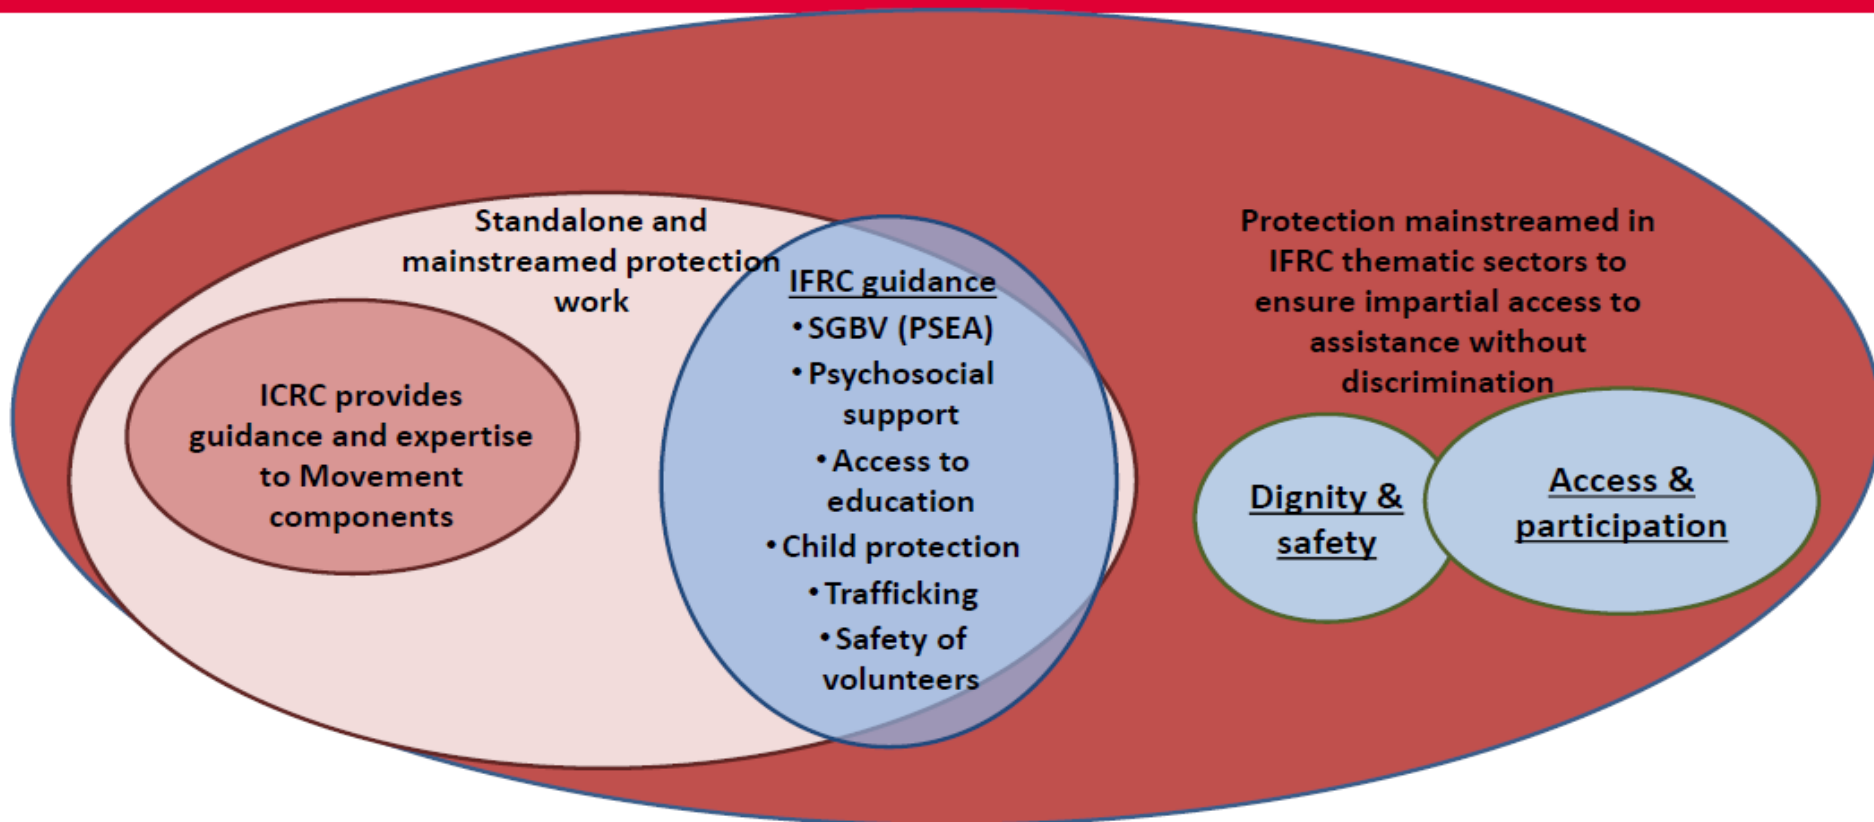 Standalone and
mainstreamed protection
work
ICRC provides
guidance and expertise
to Movement
components
IFRC guidance
• SGBV (PSEA)
• Psychosocial
support
• Access to
education
• Child protection
• Trafficking
• Safety of
volunteers
Protection mainstreamed in
IFRC thematic sectors to
ensure impartial access to
assistance without
discrimination
Dignity &
safety
Access &
participation